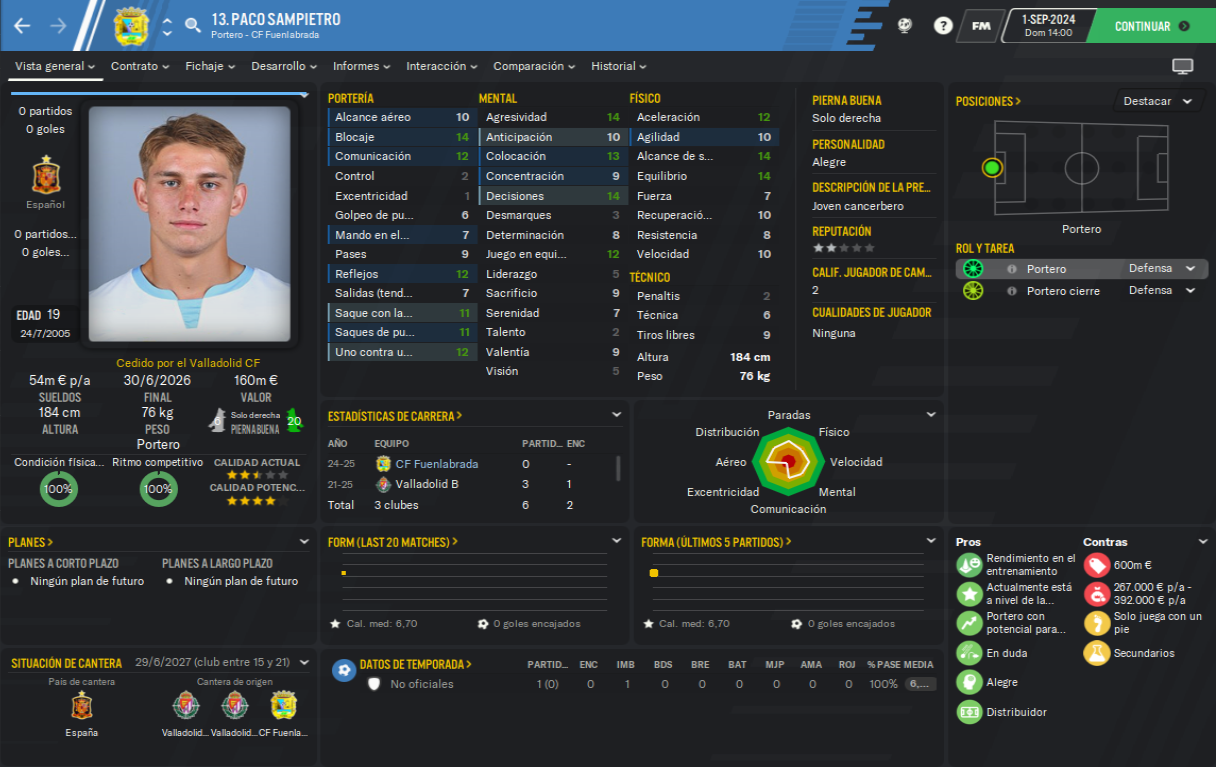 13. PACO SAMPIETRO
Portero - CF Fuenlabrada
?
FM
1-SEP-2024
Dom 14:00
CONTINUAR
Vista general
Contrato
Fichaje
Desarrollo
Informes
Interacción
Comparación
Historial
0 partidos
0 goles
Español
0 partidos...
0 goles...
EDAD 19
24/7/2005
Cedido por el Valladolid CF
54m € p/a
SUELDOS
30/6/2026
FINAL
160m €
VALOR
184 cm
ALTURA
76 kg
PESO
6
Solo derecha
PIERNA BUENA
20
Portero
Condición física...
100%
Ritmo competitivo
100%
CALIDAD ACTUAL
CALIDAD POTENC...
PORTERÍA
Alcance aéreo 10
Blocaje 14
Comunicación 12
Control 2
Excentricidad 1
Golpeo de pu... 6
Mando en el... 7
Pases 9
Reflejos 12
Salidas (tend... 7
Saque con la... 11
Saques de pu... 11
Uno contra u... 12
MENTAL
Agresividad 14
Anticipación 10
Colocación 13
Concentración 9
Decisiones 14
Desmarques 3
Determinación 8
Juego en equi... 12
Liderazgo 5
Sacrificio 9
Serenidad 7
Talento 2
Valentía 9
Visión 5
FÍSICO
Aceleración 12
Agilidad 10
Alcance de s... 14
Equilibrio 14
Fuerza 7
Recuperació... 10
Resistencia 8
Velocidad 10
TÉCNICO
Penaltis 2
Técnica 6
Tiros libres 9
Altura 184 cm
Peso 76 kg
PIERNA BUENA
Solo derecha
PERSONALIDAD
Alegre
DESCRIPCIÓN DE LA PRE...
Joven cancerbero
REPUTACIÓN
CALIF. JUGADOR DE CAM...
2
CUALIDADES DE JUGADOR
Ninguna
POSICIONES >
Destacar
Portero
ROL Y TAREA
Portero Defensa
Portero cierre Defensa
ESTADÍSTICAS DE CARRERA >
AÑO EQUIPO PARTID... ENC
24-25 CF Fuenlabrada 0 -
21-25 Valladolid B 3 1
Total 3 clubes 6 2
Paradas
Físico
Velocidad
Mental
Comunicación
Excentricidad
Aéreo
Distribución
PLANES >
PLANES A CORTO PLAZO
Ningún plan de futuro
PLANES A LARGO PLAZO
Ningún plan de futuro
FORM (LAST 20 MATCHES) >
Cal. med: 6,70
0 goles encajados
FORMA (ÚLTIMOS 5 PARTIDOS) >
Cal. med: 6,70
0 goles encajados
Pros
Rendimiento en el
entrenamiento
Actualmente está
a nivel de la...
Portero con
potencial para...
En duda
Alegre
Distribuidor
Contras
600m €
267.000 € p/a -
392.000 € p/a
Solo juega con un
pie
Secundarios
SITUACIÓN DE CANTERA
29/6/2027 (club entre 15 y 21)
País de cantera
España
Cantera de origen
Valladolid... Valladolid... CF Fuenla...
DATOS DE TEMPORADA > PARTID... ENC IMB BDS BRE BAT MJP AMA ROJ % PASE MEDIA
No oficiales 1 (0) 0 1 0 0 0 0 0 0 100% 6,...